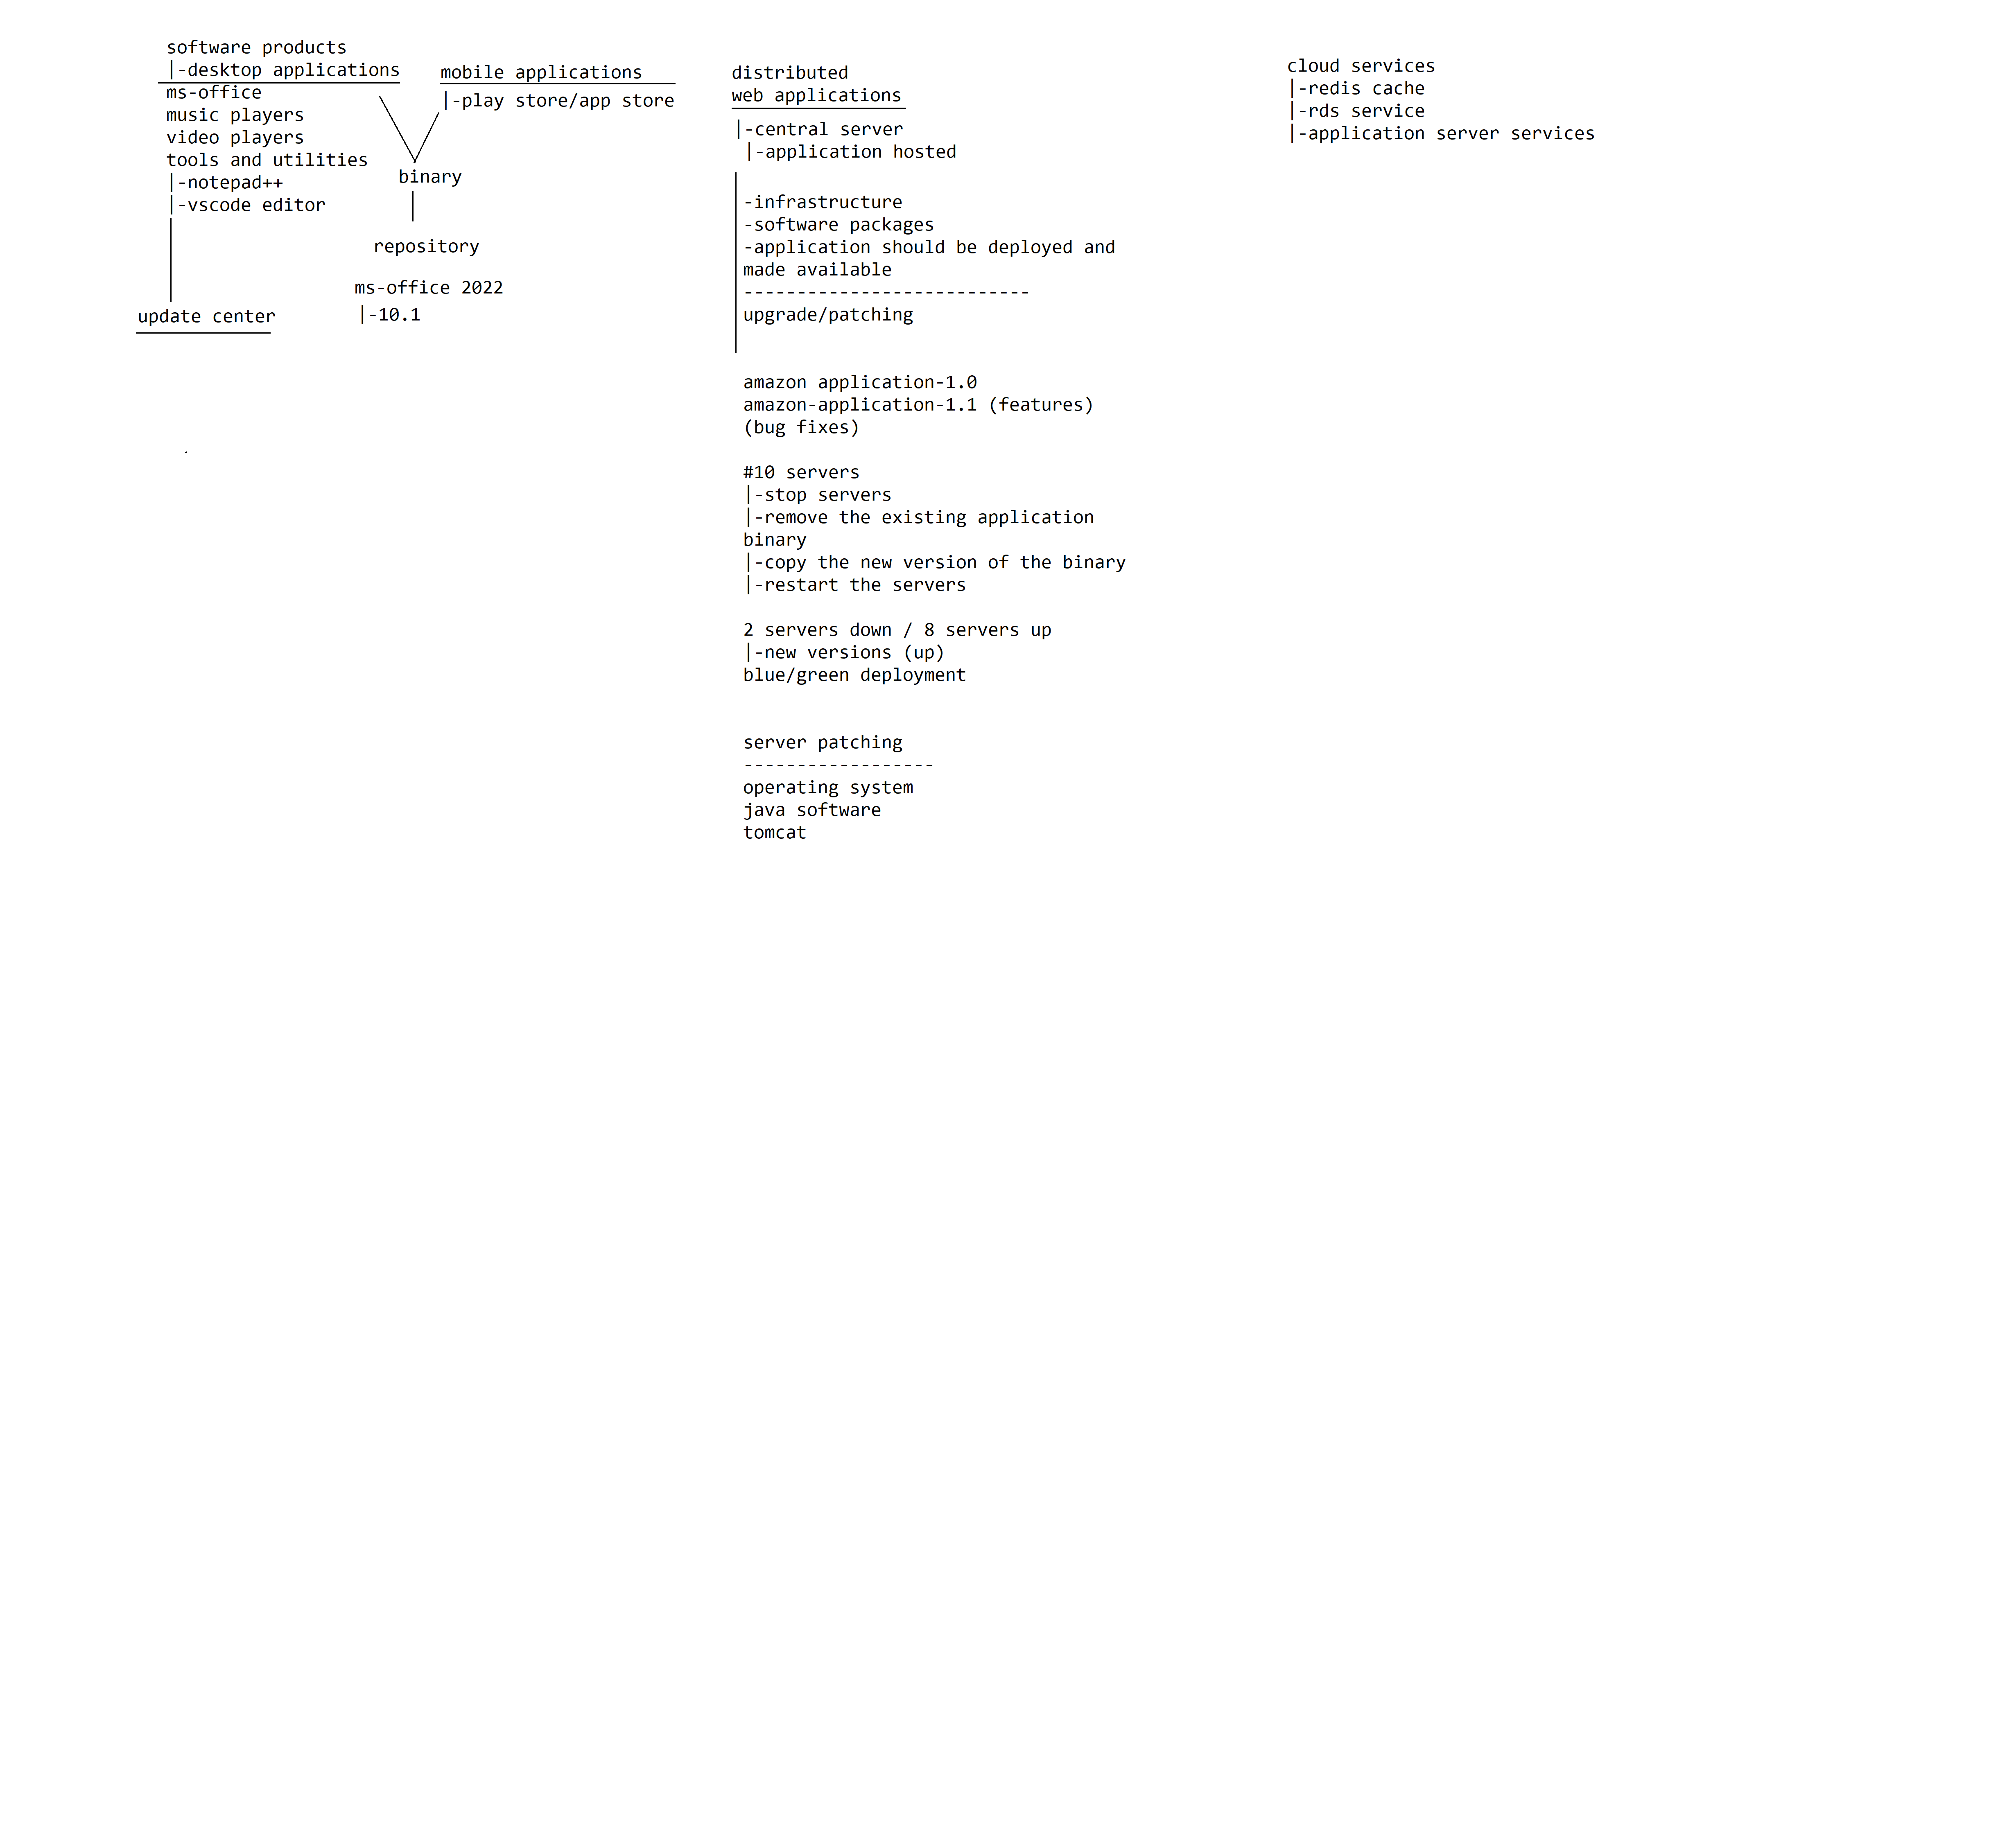 software products
|-desktop applications
ms-office
music players
video players
tools and utilities
|-notepad++
|-vscode editor
update center
mobile applications
|-play store/app store
binary
repository
ms-office 2022
|-10.1
distributed
web applications
|-central server
|-application hosted
-infrastructure
-software packages
-application should be deployed and
made available
---------------------------
upgrade/patching
amazon application-1.0
amazon-application-1.1 (features)
(bug fixes)
#10 servers
|-stop servers
|-remove the existing application
binary
|-copy the new version of the binary
|-restart the servers
2 servers down / 8 servers up
|-new versions (up)
blue/green deployment
server patching
------------------
operating system
java software
tomcat
cloud services
|-redis cache
|-rds service
|-application server services